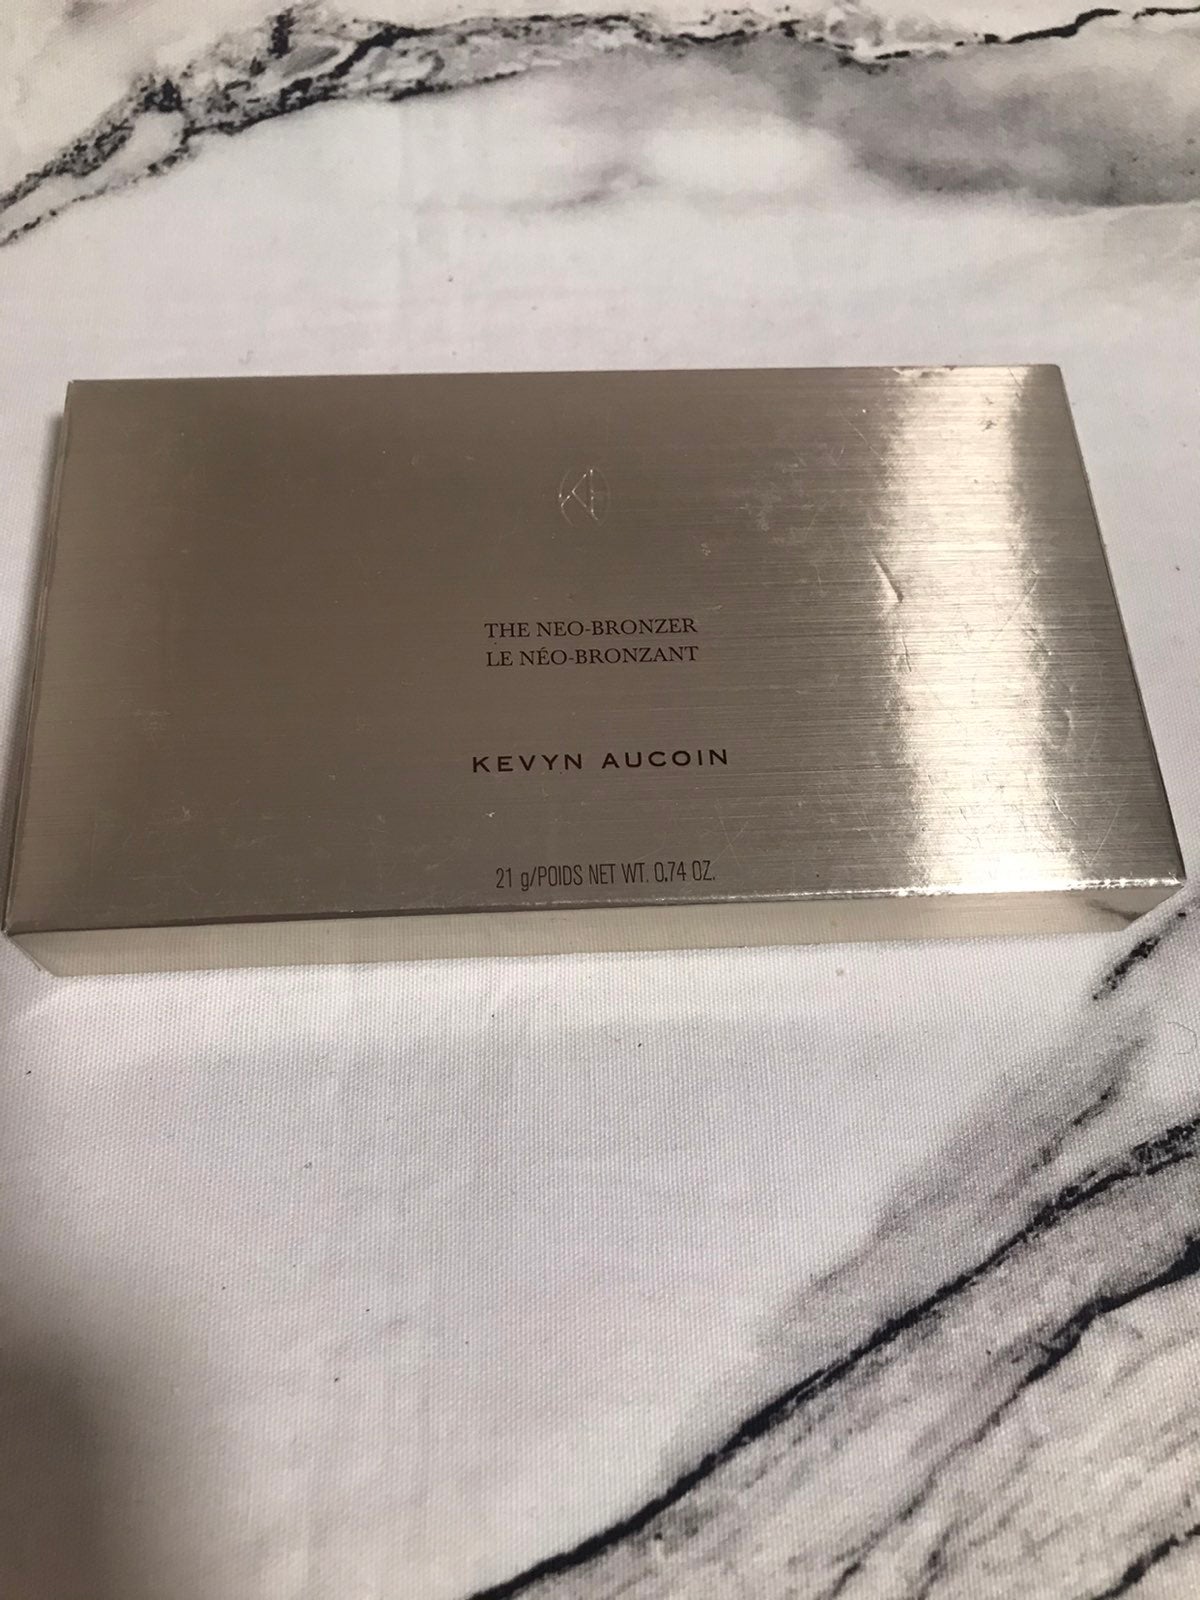 THE NEO-BRONZER
LE NÉO-BRONZANT
KEVYN AUCOIN
21 g/POIDS NET WT. 0.74 OZ.